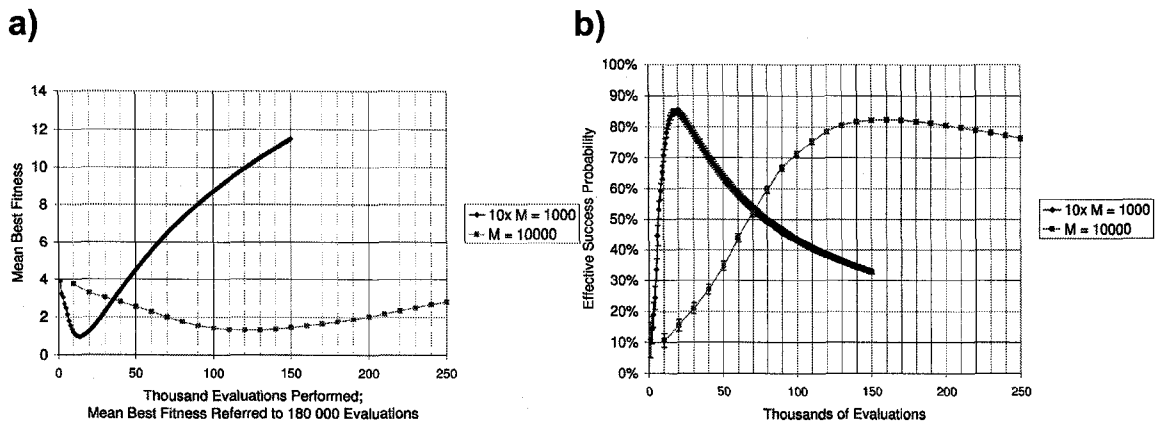 a)
Mean Best Fitness
14
12
10
8
6
4
2
0
0 50 100 150 200 250
Thousand Evaluations Performed;
Mean Best Fitness Referred to 180 000 Evaluations
10x M = 1000
M = 10000
b)
Effective Success Probability
100%
90%
80%
70%
60%
50%
40%
30%
20%
10%
0%
0 50 100 150 200 250
Thousands of Evaluations
10x M = 1000
M = 10000